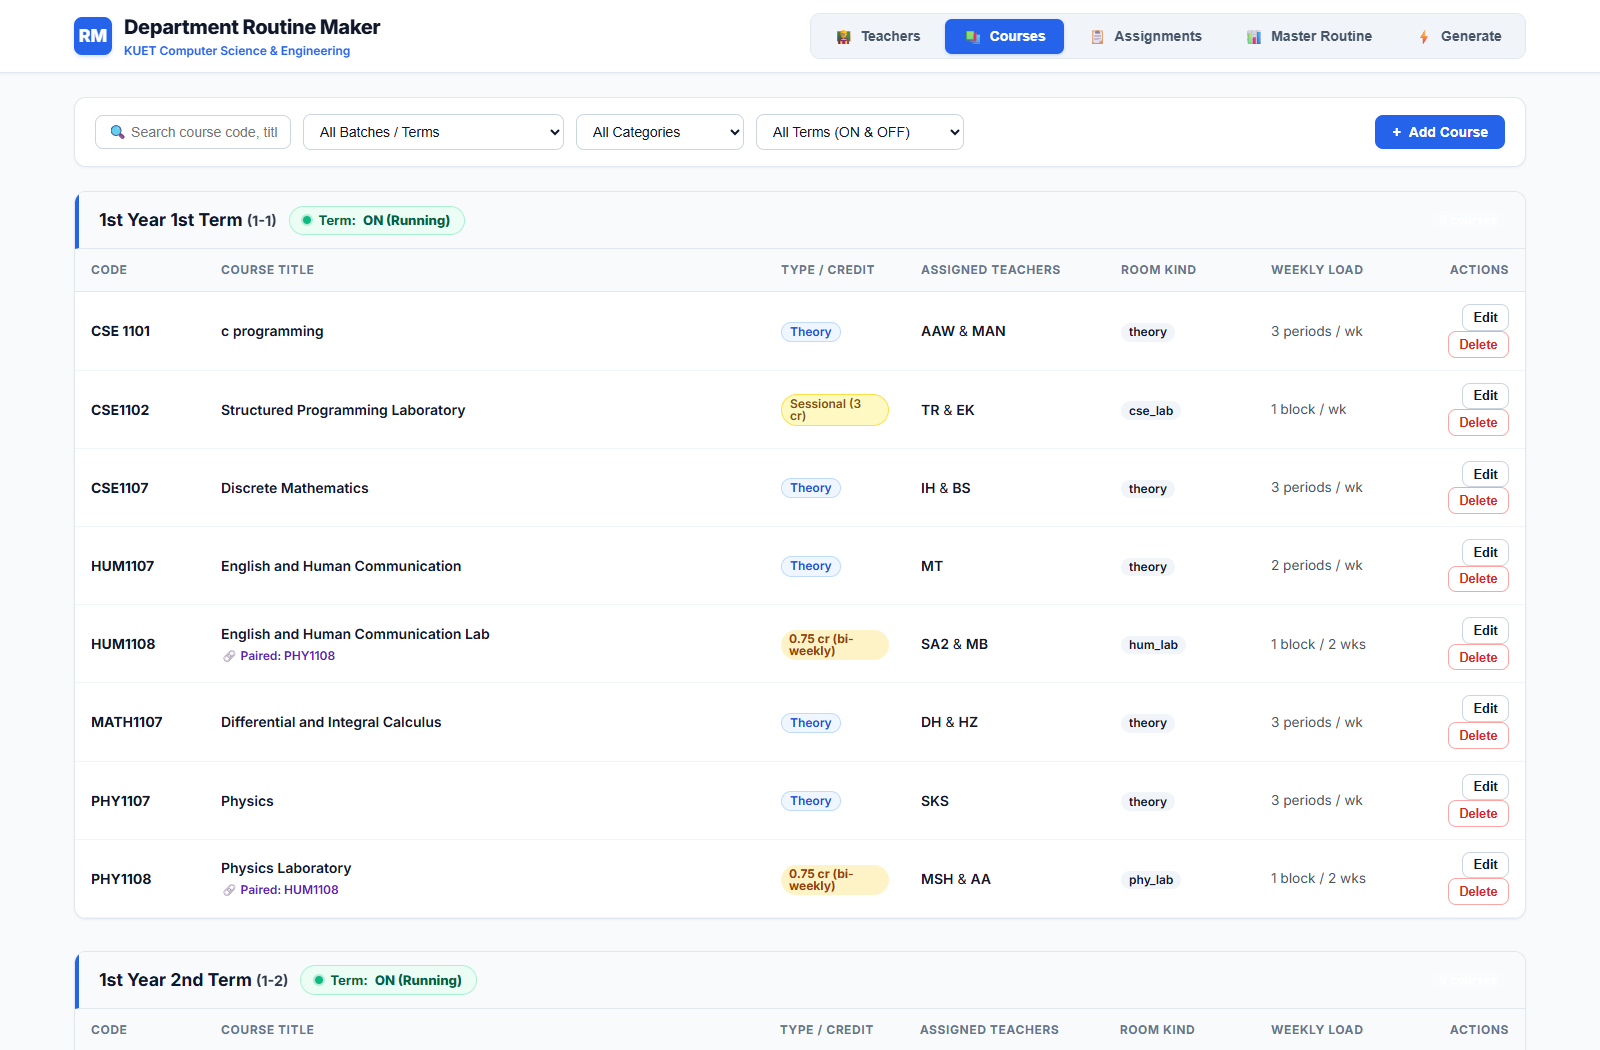 RM
Department Routine Maker
KUET Computer Science & Engineering
Teachers
Courses
Assignments
Master Routine
Generate
Search course code, titl
All Batches / Terms
All Categories
All Terms (ON & OFF)
+ Add Course
1st Year 1st Term (1-1)
Term: ON (Running)
CODE COURSE TITLE TYPE / CREDIT ASSIGNED TEACHERS ROOM KIND WEEKLY LOAD ACTIONS
CSE 1101 c programming Theory AAW & MAN theory 3 periods / wk Edit
Delete
CSE1102 Structured Programming Laboratory Sessional (3 cr) TR & EK cse_lab 1 block / wk Edit
Delete
CSE1107 Discrete Mathematics Theory IH & BS theory 3 periods / wk Edit
Delete
HUM1107 English and Human Communication Theory MT theory 2 periods / wk Edit
Delete
HUM1108 English and Human Communication Lab 0.75 cr (bi-weekly) SA2 & MB hum_lab 1 block / 2 wks Edit
Paired: PHY1108 Delete
MATH1107 Differential and Integral Calculus Theory DH & HZ theory 3 periods / wk Edit
Delete
PHY1107 Physics Theory SKS theory 3 periods / wk Edit
Delete
PHY1108 Physics Laboratory 0.75 cr (bi-weekly) MSH & AA phy_lab 1 block / 2 wks Edit
Paired: HUM1108 Delete
1st Year 2nd Term (1-2)
Term: ON (Running)
CODE COURSE TITLE TYPE / CREDIT ASSIGNED TEACHERS ROOM KIND WEEKLY LOAD ACTIONS